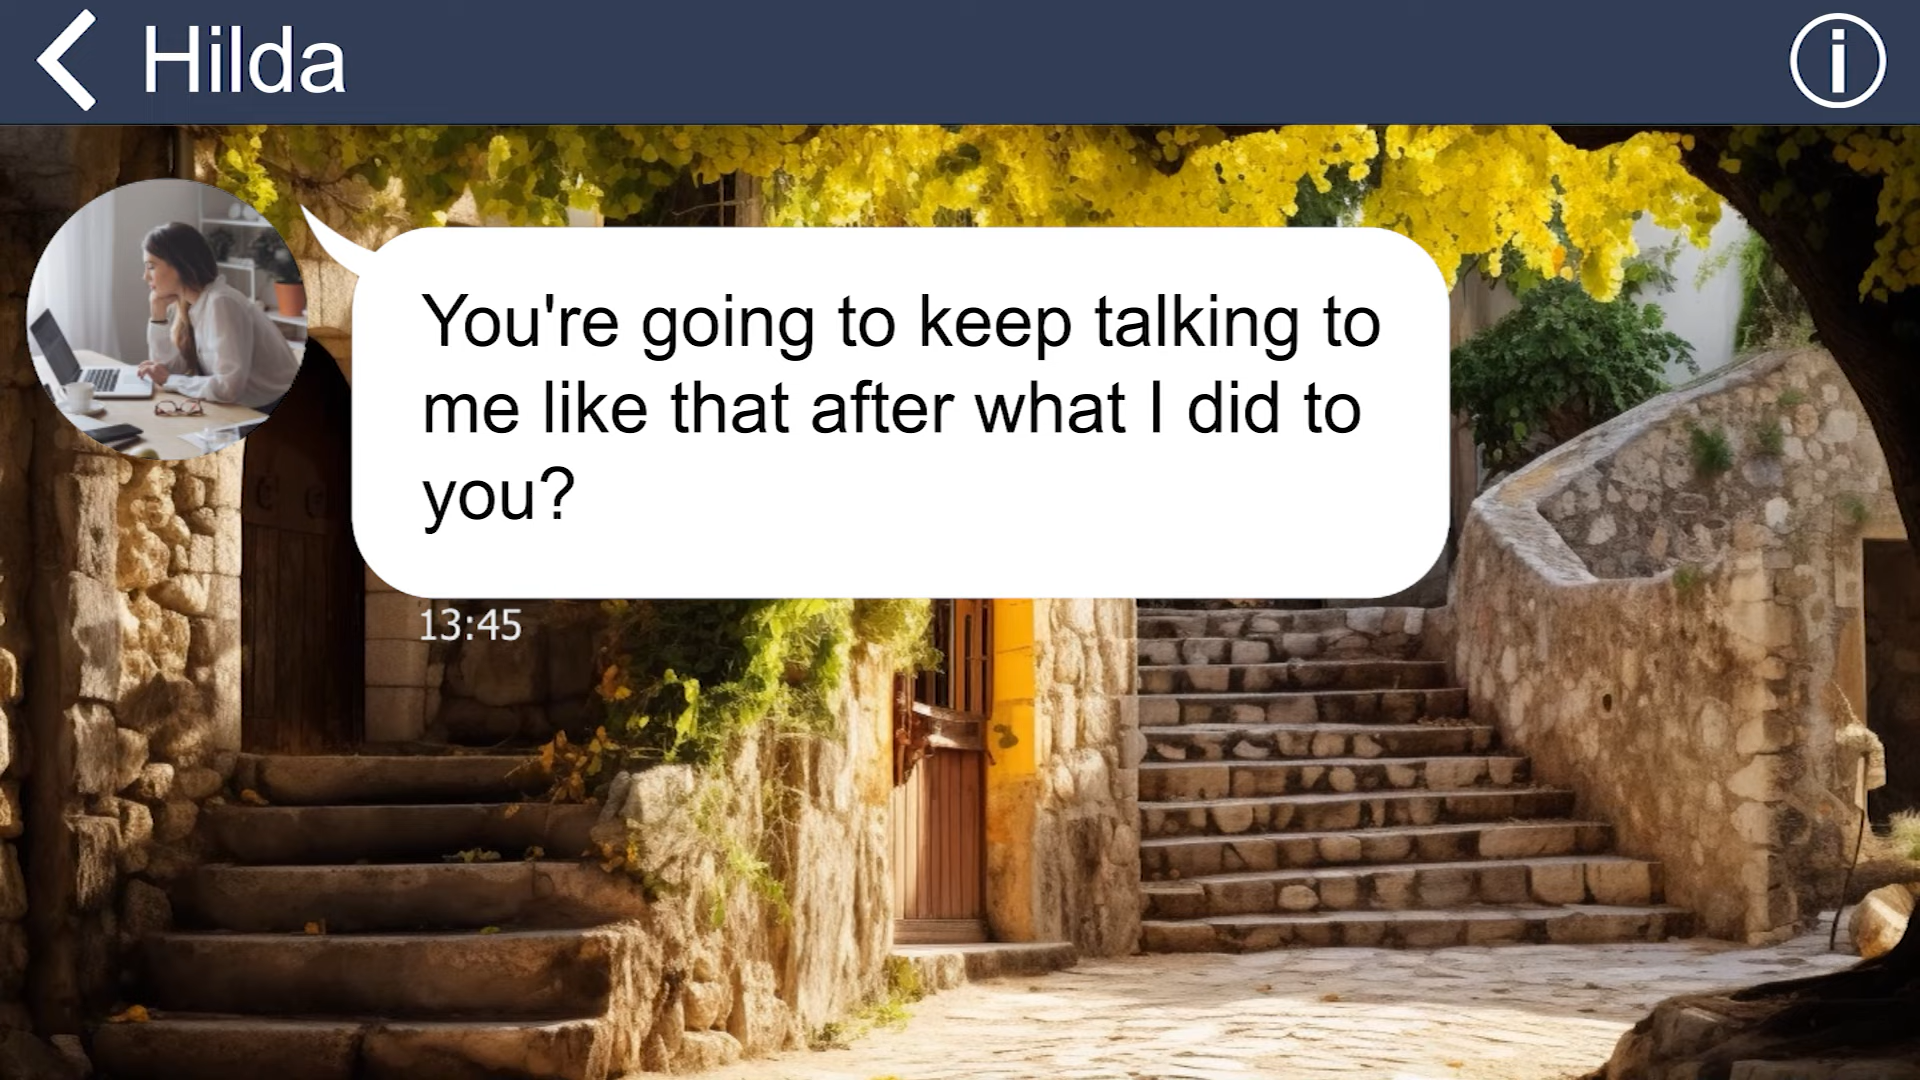 Hilda
You're going to keep talking to
me like that after what I did to
you?
13:45